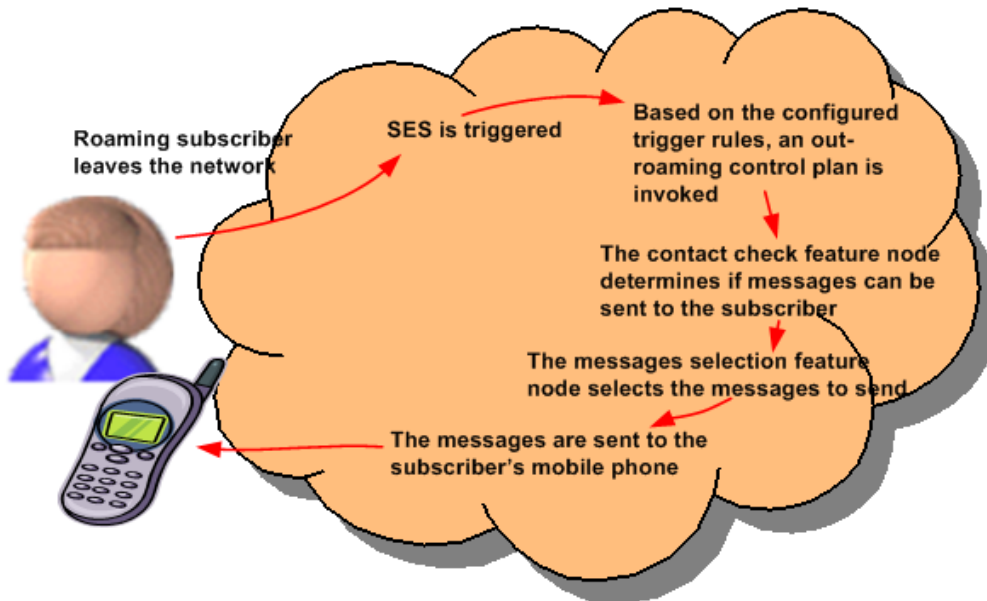 Roaming subscriber
leaves the network
SES is triggered
Based on the configured
trigger rules, an out-
roaming control plan is
invoked
The contact check feature node
determines if messages can be
sent to the subscriber
The messages selection feature
node selects the messages to send
The messages are sent to the
subscriber's mobile phone